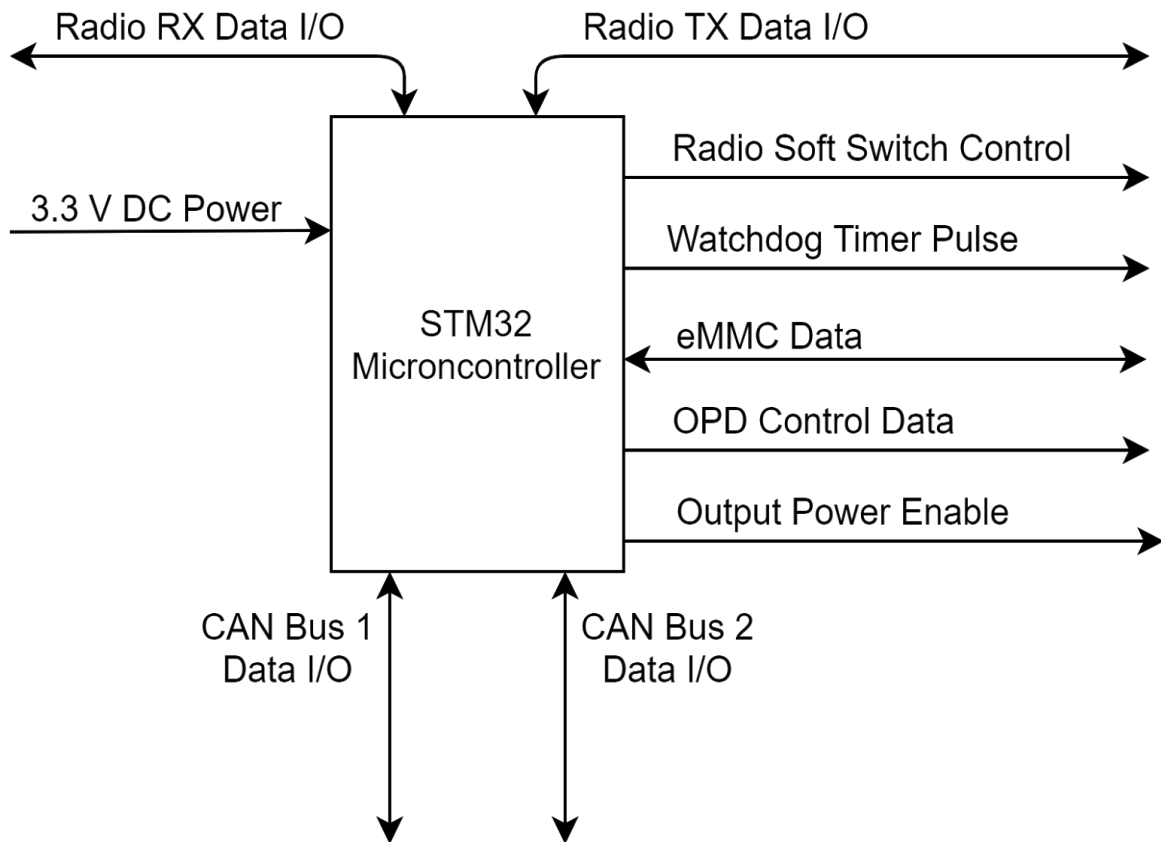 Radio RX Data I/O
Radio TX Data I/O
Radio Soft Switch Control
3.3 V DC Power
Watchdog Timer Pulse
STM32
Micrоncontroller
eMMC Data
OPD Control Data
Output Power Enable
CAN Bus 1
Data I/O
CAN Bus 2
Data I/O